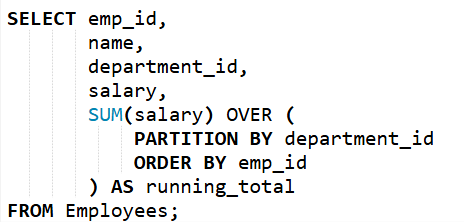 SELECT emp_id,
       name,
       department_id,
       salary,
       SUM(salary) OVER (
           PARTITION BY department_id
           ORDER BY emp_id
       ) AS running_total
FROM Employees;